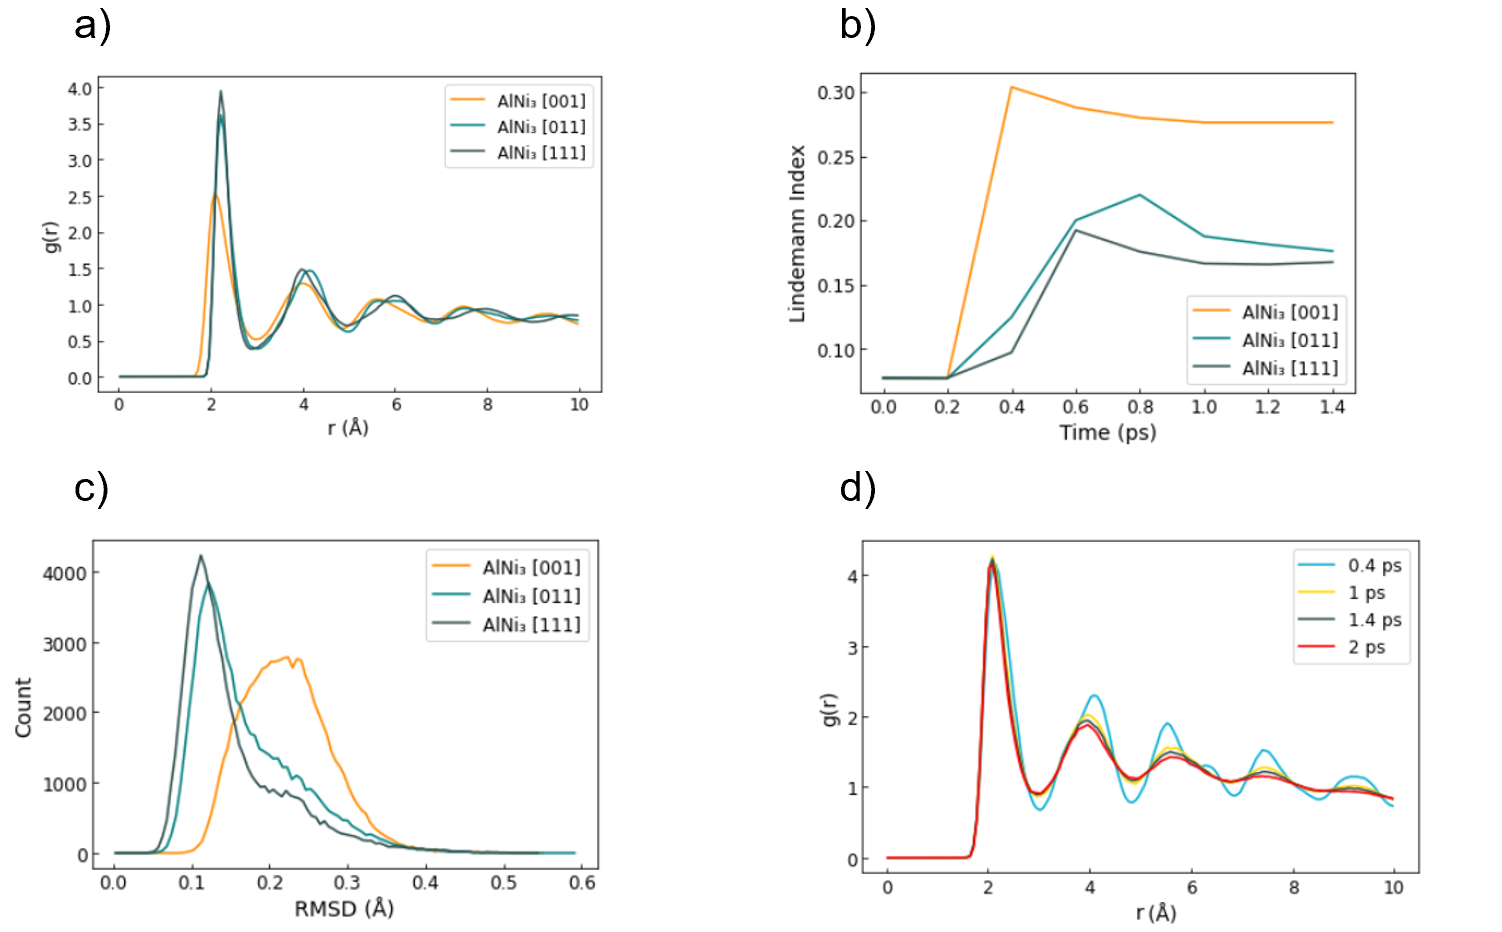 a)
4.0
3.5
3.0
2.5
2.0
1.5
1.0
0.5
0.0
g(r)
0 2 4 6 8 10
r (Å)
AlNi₃ [001]
AlNi₃ [011]
AlNi₃ [111]
b)
0.30
0.25
0.20
0.15
0.10
Lindemann Index
0.0 0.2 0.4 0.6 0.8 1.0 1.2 1.4
Time (ps)
AlNi₃ [001]
AlNi₃ [011]
AlNi₃ [111]
c)
4000
3000
2000
1000
0
Count
0.0 0.1 0.2 0.3 0.4 0.5 0.6
RMSD (Å)
AlNi₃ [001]
AlNi₃ [011]
AlNi₃ [111]
d)
4
3
2
1
0
g(r)
0 2 4 6 8 10
r (Å)
0.4 ps
1 ps
1.4 ps
2 ps